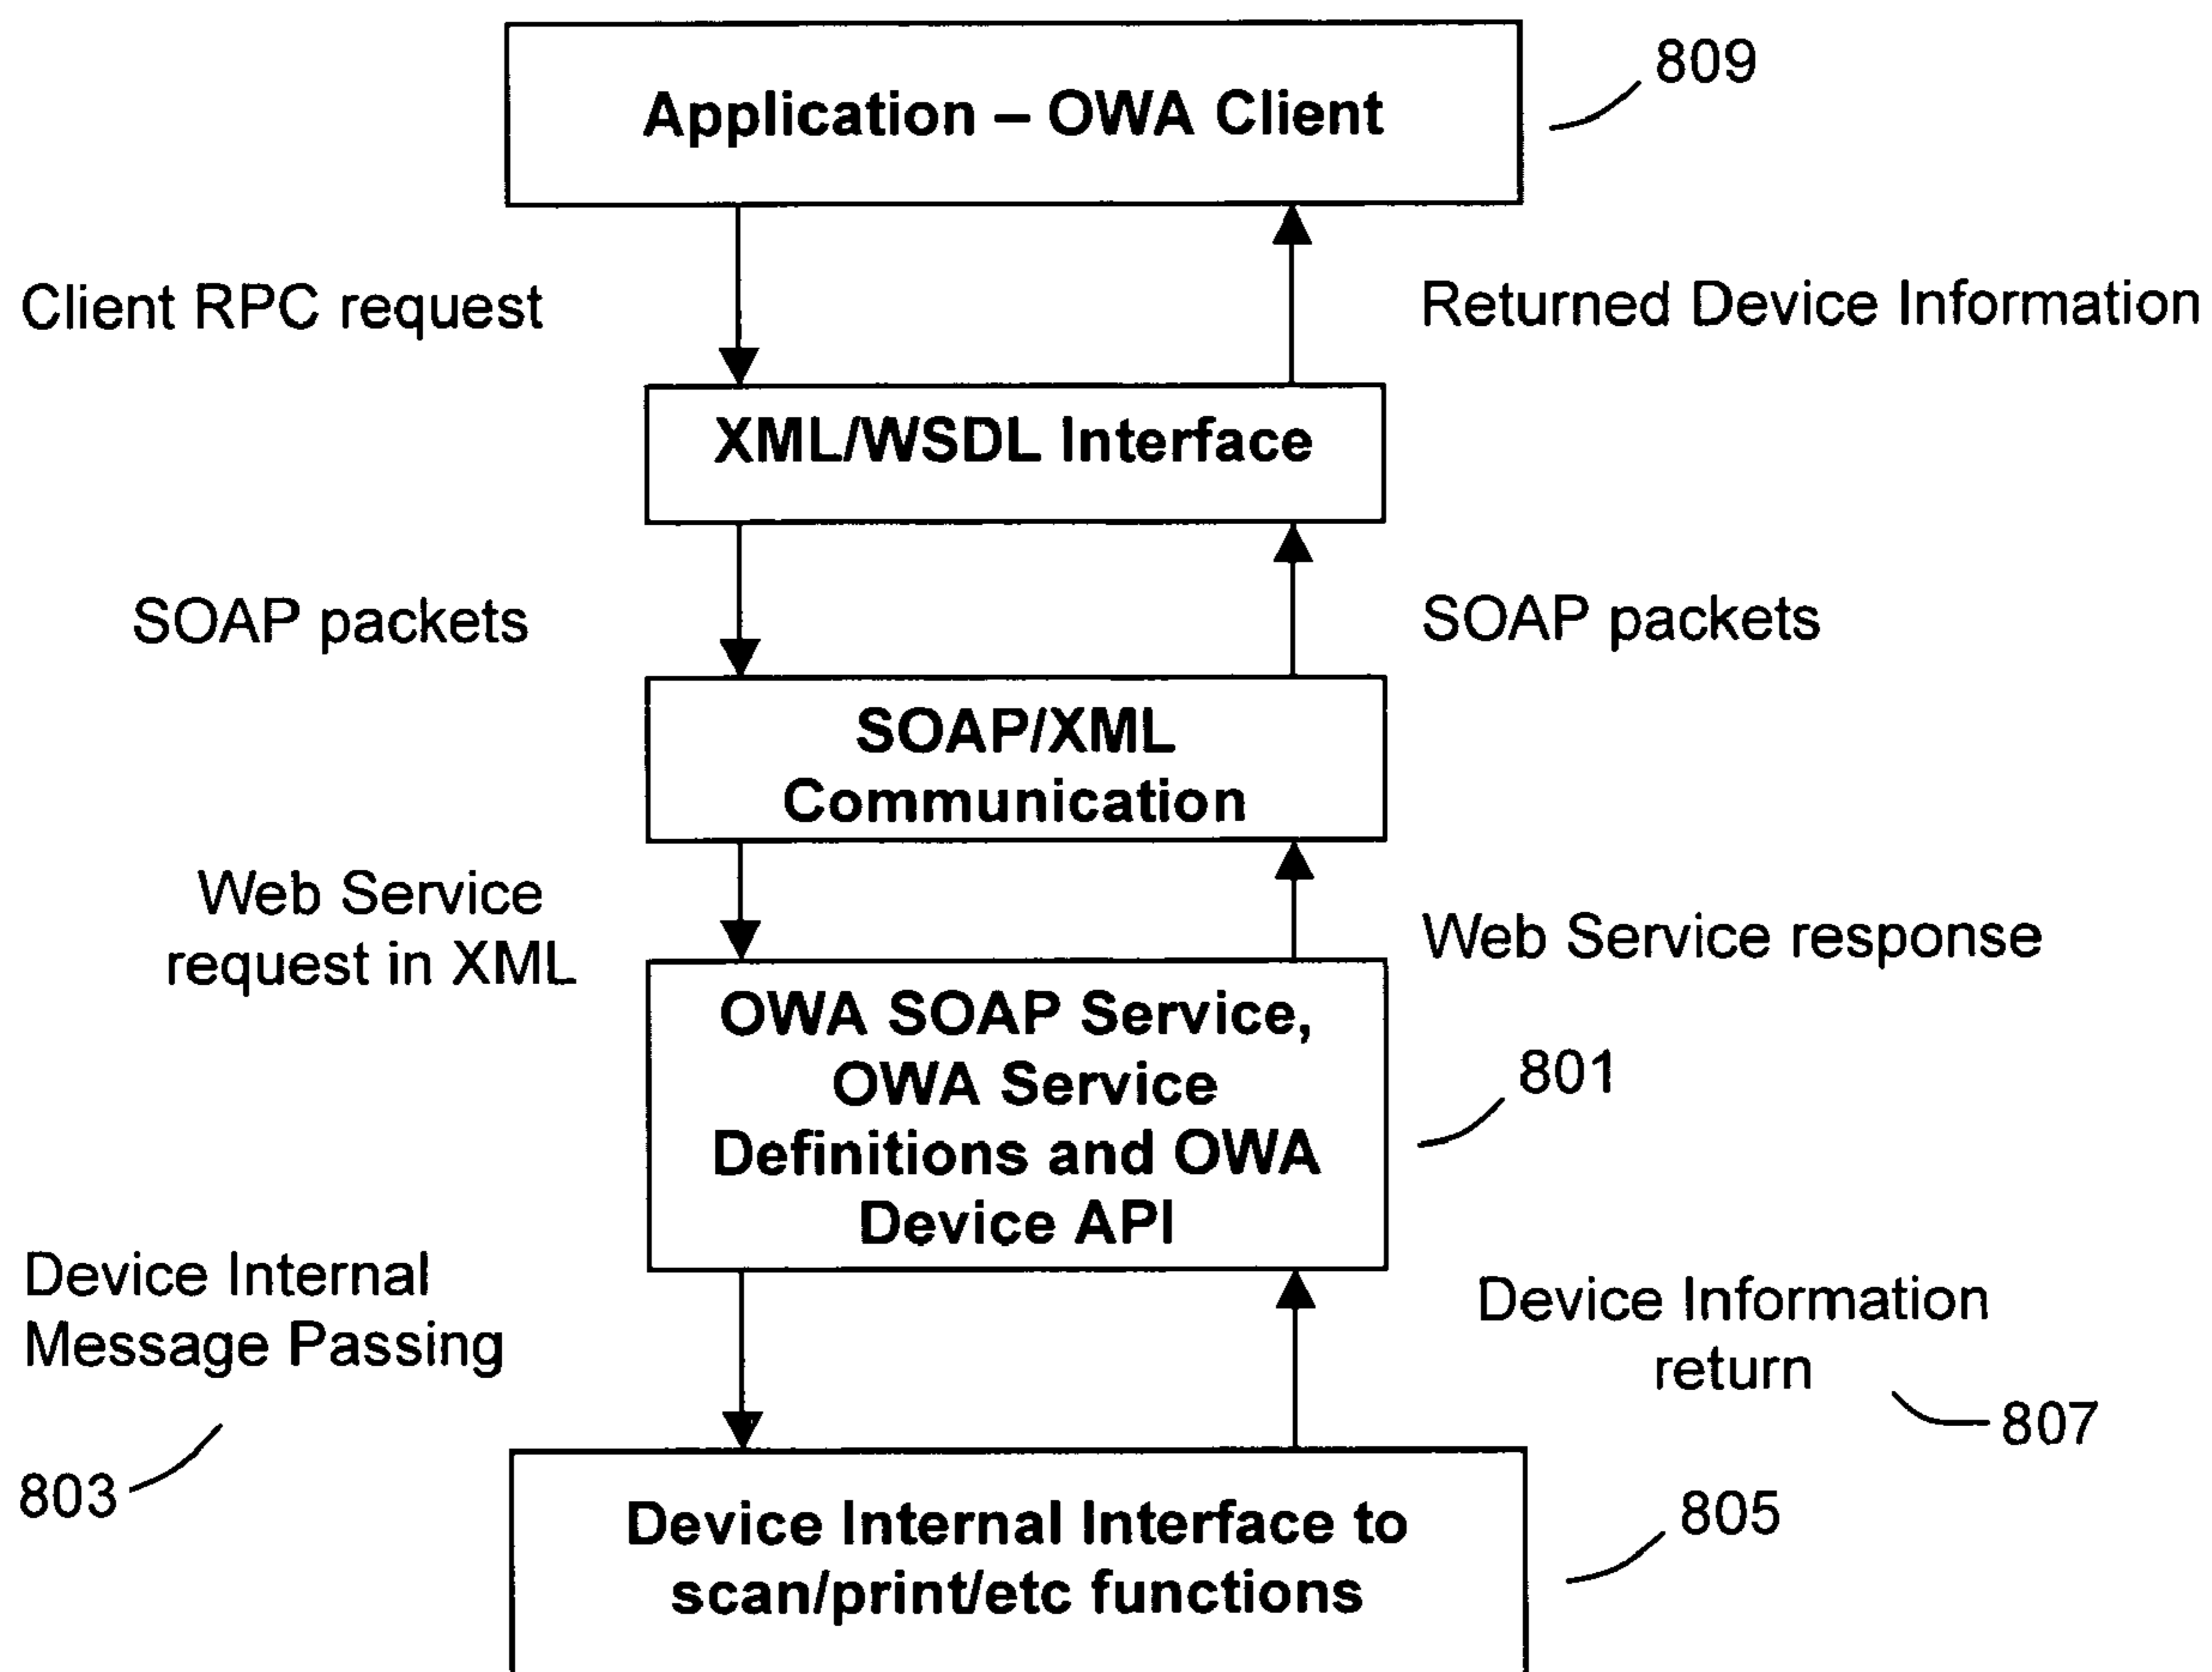 Application – OWA Client
809
Client RPC request
Returned Device Information
XML/WSDL Interface
SOAP packets
SOAP packets
SOAP/XML
Communication
Web Service
request in XML
Web Service response
OWA SOAP Service,
OWA Service
Definitions and OWA
Device API
801
Device Internal
Message Passing
803
Device Information
return
807
Device Internal Interface to
scan/print/etc functions
805